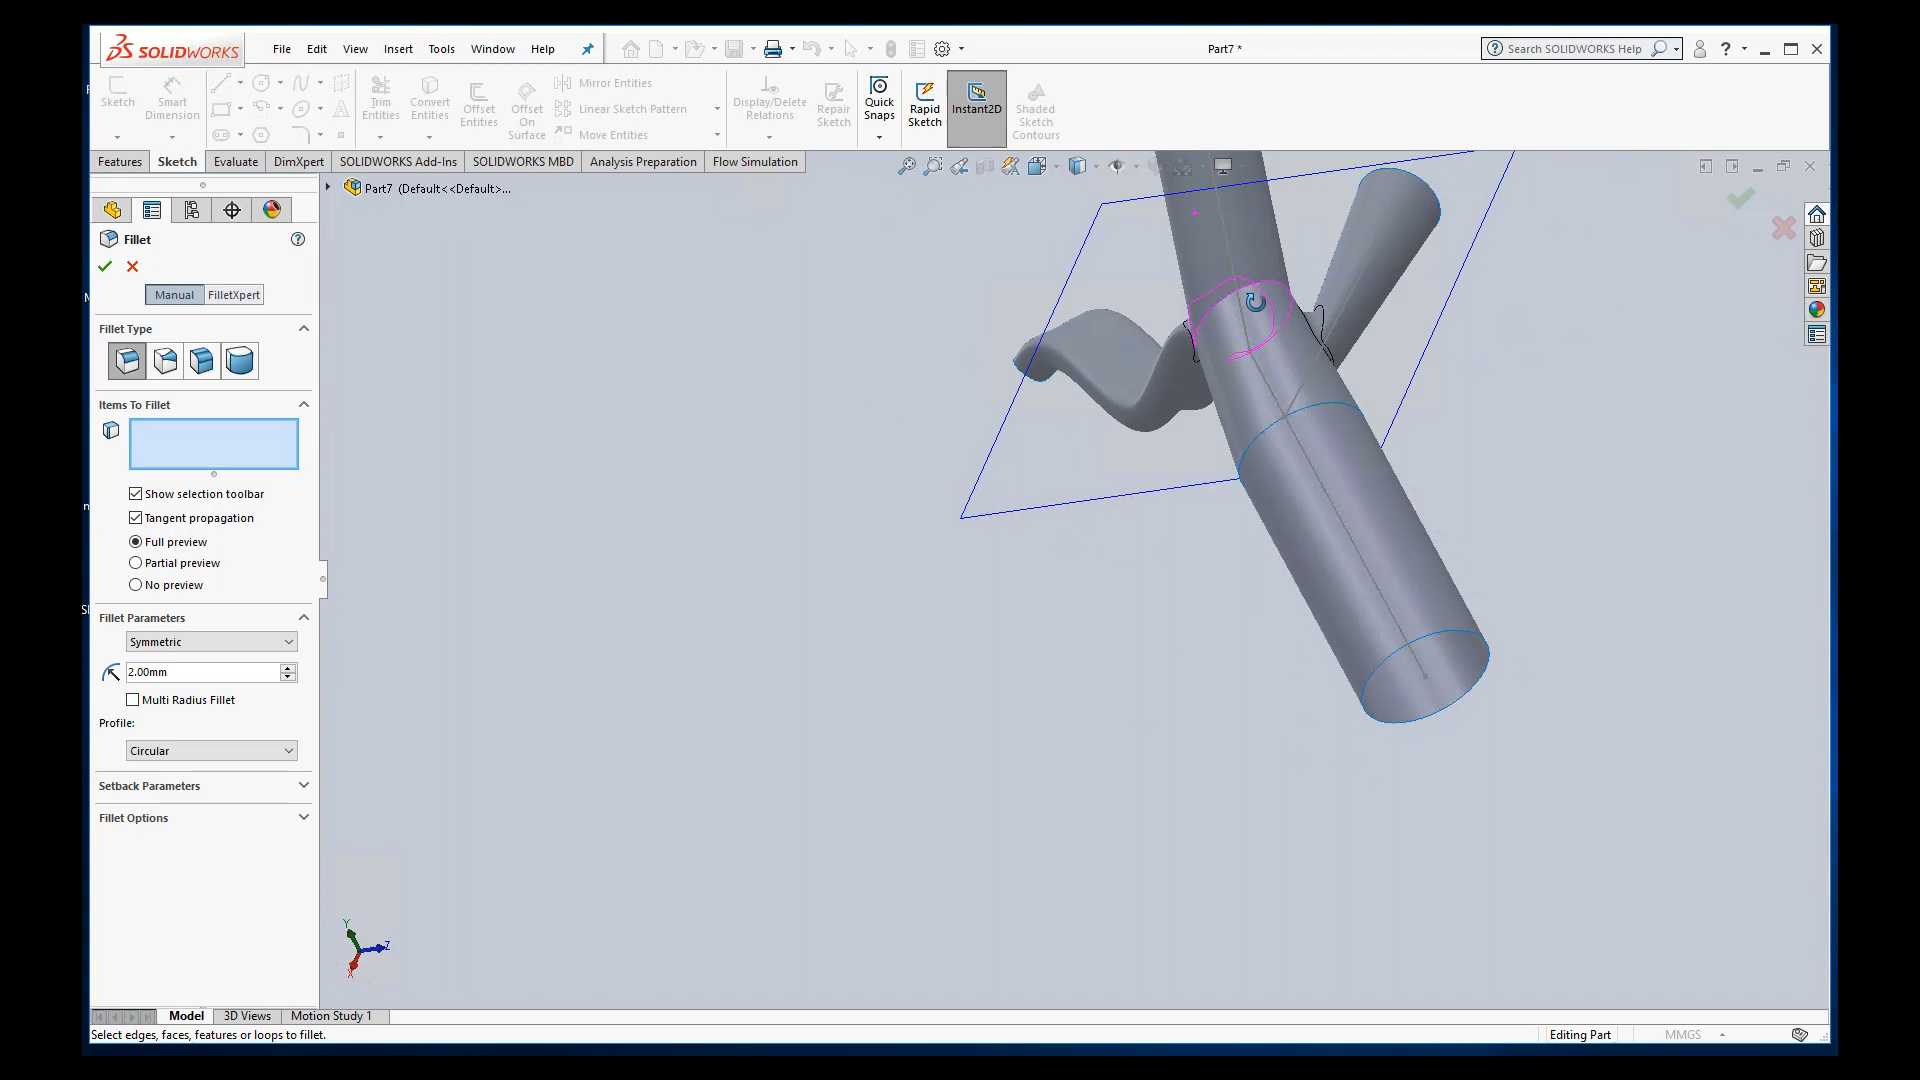 SOLIDWORKS File Edit View Insert Tools Window Help Part7 * Search SOLIDWORKS Help ?
Sketch Smart Dimension Trim Entities Convert Entities Offset Entities Offset On Surface Mirror Entities Display/Delete Relations Repair Sketch Quick Snaps Rapid Sketch Instant2D Shaded Sketch Contours
Linear Sketch Pattern
Move Entities
Features Sketch Evaluate DimXpert SOLIDWORKS Add-Ins SOLIDWORKS MBD Analysis Preparation Flow Simulation
Part7 (Default<<Default>...
Fillet
Manual FilletXpert
Fillet Type
Items To Fillet
Show selection toolbar
Tangent propagation
Full preview
Partial preview
No preview
Fillet Parameters
Symmetric
2.00mm
Multi Radius Fillet
Profile:
Circular
Setback Parameters
Fillet Options
Y
Z
X
Model 3D Views Motion Study 1
Select edges, faces, features or loops to fillet. Editing Part MMGS